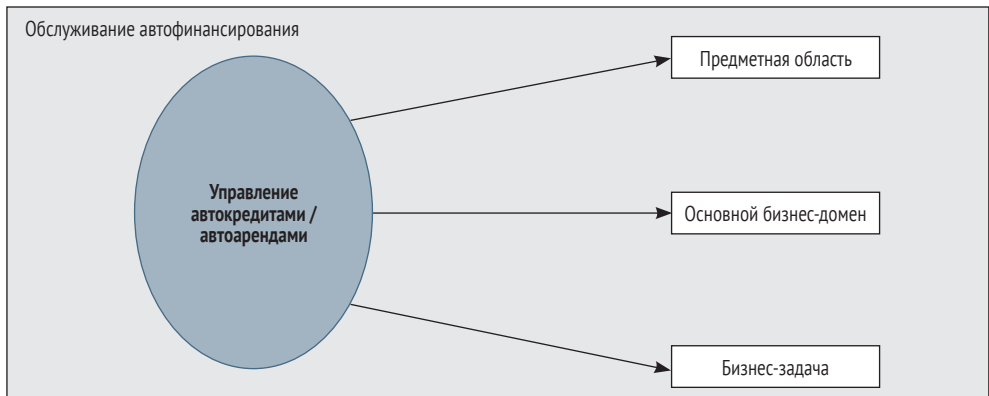 Обслуживание автофинансирования
Предметная область
Управление
автокредитами /
автоарендами
Основной бизнес-домен
Бизнес-задача